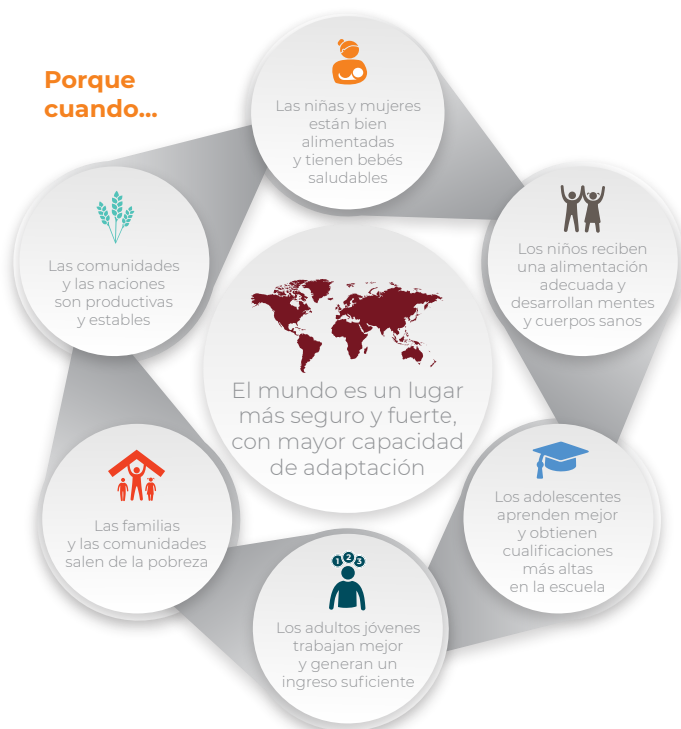 Porque
cuando...
Las niñas y mujeres
están bien
alimentadas
y tienen bebés
saludables
Los niños reciben
una alimentación
adecuada y
desarrollan mentes
y cuerpos sanos
Los adolescentes
aprenden mejor
y obtienen
cualificaciones
más altas
en la escuela
1 2 3
Los adultos jóvenes
trabajan mejor
y generan un
ingreso suficiente
Las familias
y las comunidades
salen de la pobreza
Las comunidades
y las naciones
son productivas
y estables
El mundo es un lugar
más seguro y fuerte,
con mayor capacidad
de adaptación